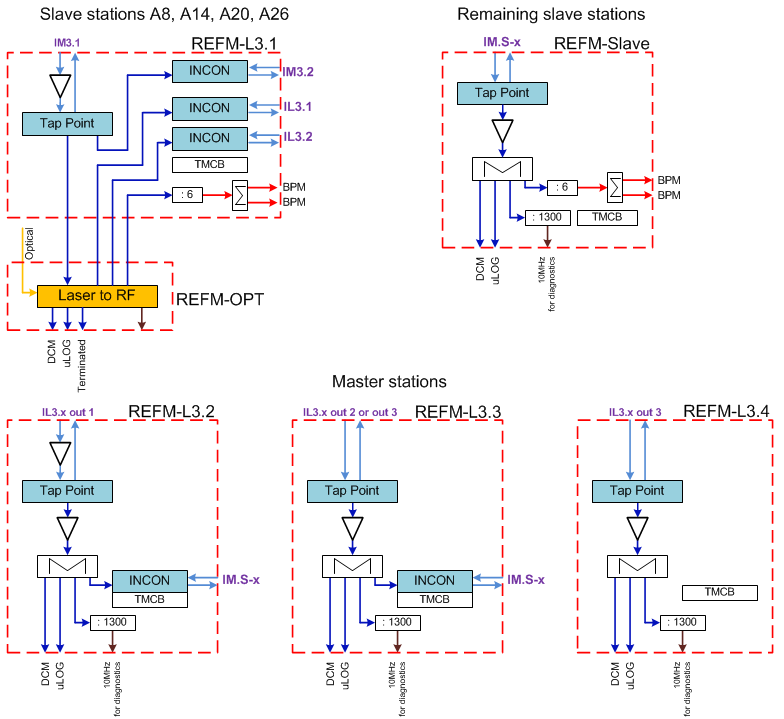 Slave stations A8, A14, A20, A26
Remaining slave stations
IM3.1
REFM-L3.1
INCON
IM3.2
Tap Point
INCON
IL3.1
INCON
IL3.2
TMCB
: 6
Σ
BPM
BPM
Optical
Laser to RF
REFM-OPT
DCM
uLOG
Terminated
IM.S-x
REFM-Slave
Tap Point
: 6
Σ
BPM
BPM
: 1300
TMCB
DCM
uLOG
10MHz
for diagnostics
Master stations
IL3.x out 1
REFM-L3.2
Tap Point
INCON
IM.S-x
TMCB
: 1300
DCM
uLOG
10MHz
for diagnostics
IL3.x out 2 or out 3
REFM-L3.3
Tap Point
INCON
IM.S-x
TMCB
: 1300
DCM
uLOG
10MHz
for diagnostics
IL3.x out 3
REFM-L3.4
Tap Point
TMCB
: 1300
DCM
uLOG
10MHz
for diagnostics